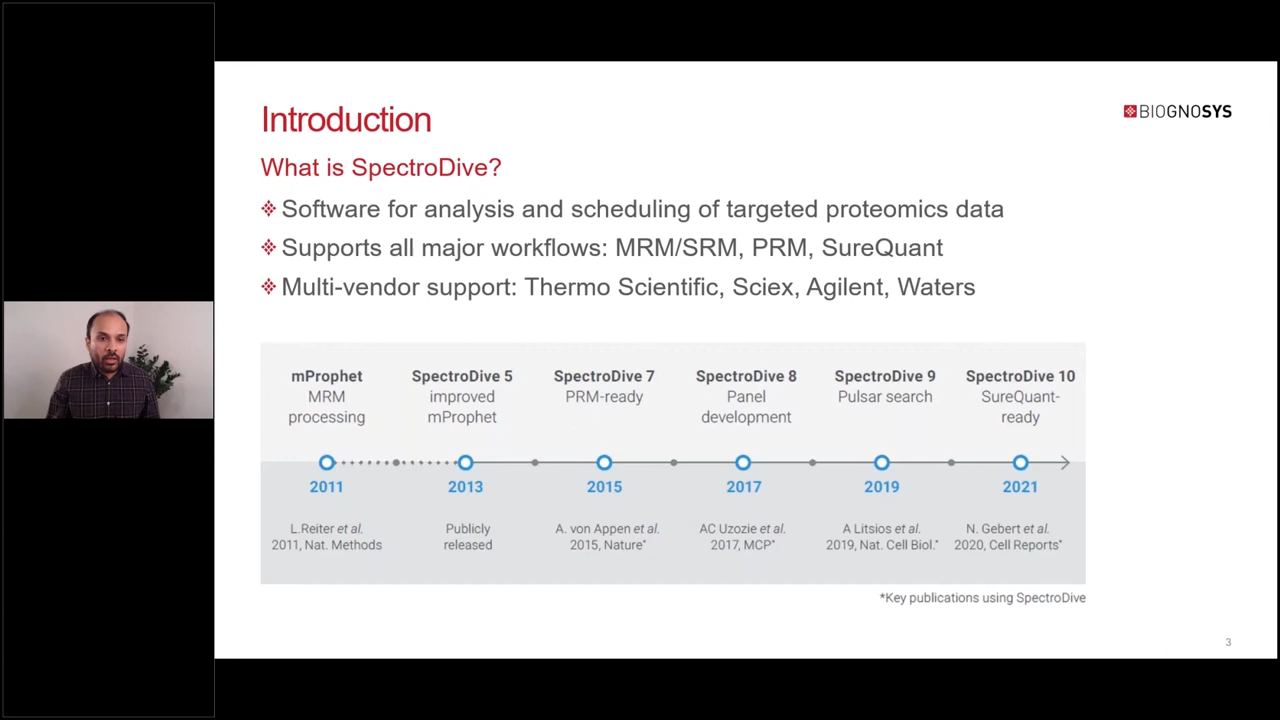 Introduction
BIOGNOSYS
What is SpectroDive?
Software for analysis and scheduling of targeted proteomics data
Supports all major workflows: MRM/SRM, PRM, SureQuant
Multi-vendor support: Thermo Scientific, Sciex, Agilent, Waters
mProphet
MRM
processing
SpectroDive 5
improved
mProphet
SpectroDive 7
PRM-ready
SpectroDive 8
Panel
development
SpectroDive 9
Pulsar search
SpectroDive 10
SureQuant-
ready
2011
2013
2015
2017
2019
2021
L.Reiter et al.
2011, Nat. Methods
Publicly
released
A. von Appen et al.
2015, Nature*
AC Uzozie et al.
2017, MCP*
A Litsios et al.
2019, Nat. Cell Biol.*
N. Gebert et al.
2020, Cell Reports*
*Key publications using SpectroDive
3